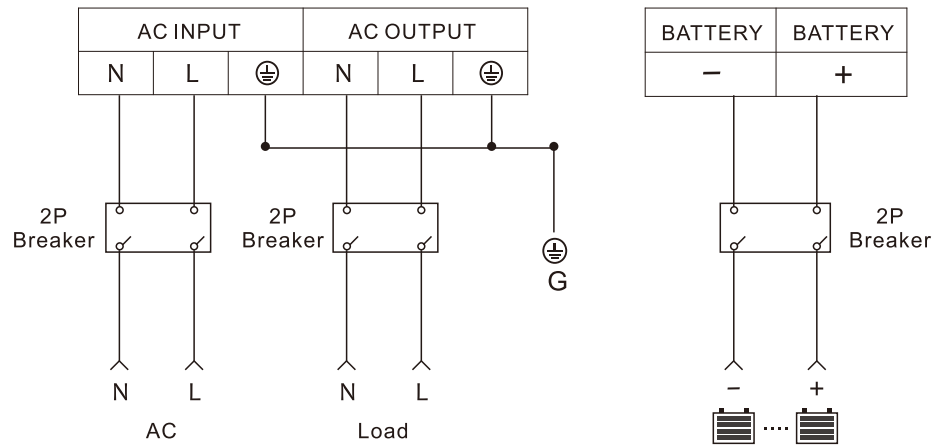 AC INPUT AC OUTPUT BATTERY BATTERY
N L N L − +
2P Breaker
2P Breaker
2P Breaker
G
N L N L − +
AC Load